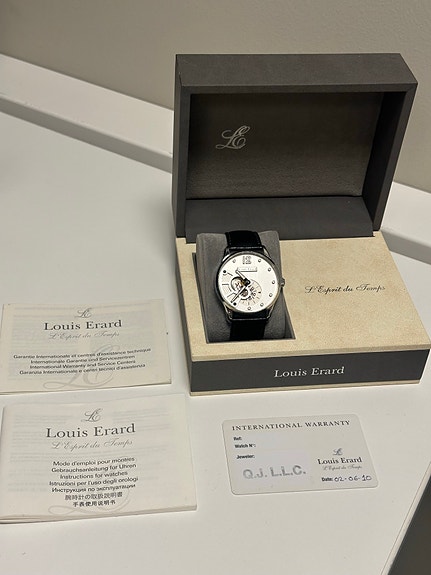 LE
12
L'Esprit du Temps
Louis Erard
LE
Louis Erard
L'Esprit du Temps
Garantie Internationale et centres d'assistance technique
Internationale Garantie und Servicezentren
International Warranty and Service Centers
Garanzia Internationale e centri tecnici d'assistenza
LE
Louis Erard
L'Esprit du Temps
Mode d'emploi pour montres
Gebrauchsanleitung für Uhren
Instructions for watches
Istruzioni per l'uso degli orologi
Инструкция по эксплуатации
腕時計の取扱説明書
手表使用说明书
INTERNATIONAL WARRANTY
Ref:
Watch N°:
Jeweler:
O.J. L.L.C.
LE
Louis Erard
L'Esprit du Temps
Date: 02-06-10